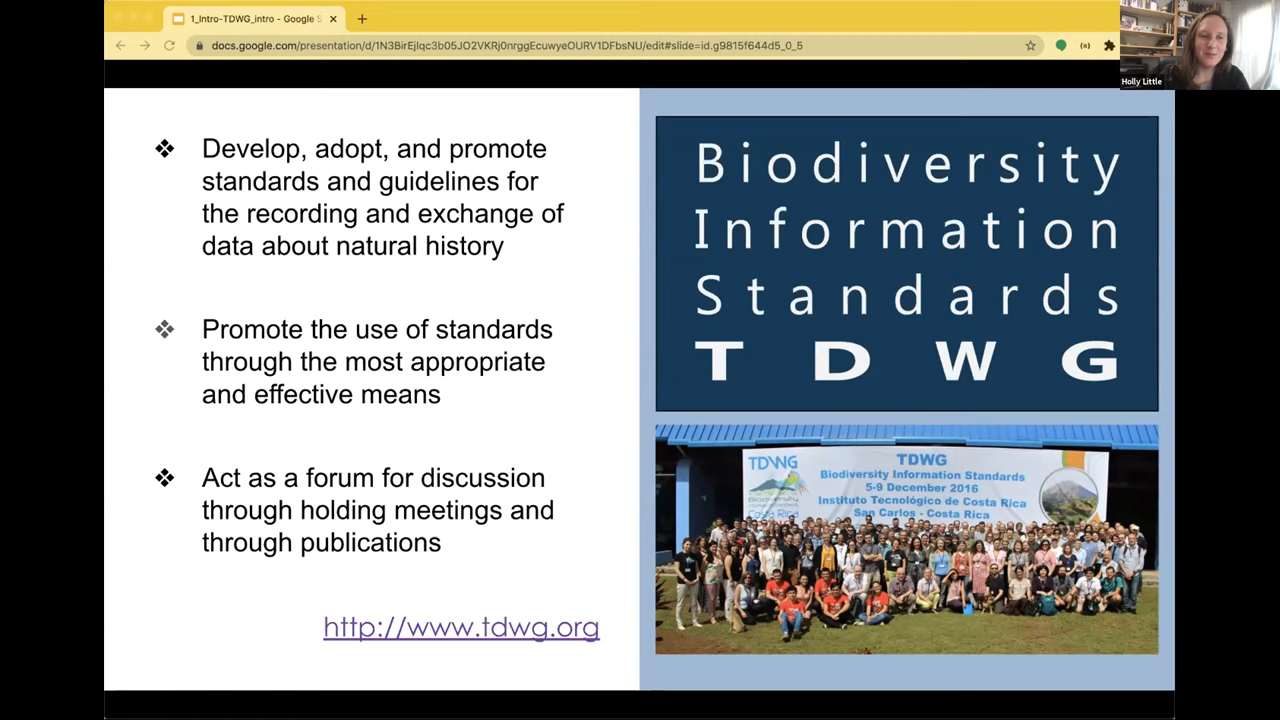 1_Intro-TDWG_intro - Google S
docs.google.com/presentation/d/1N3BirEjIqc3b05JO2VKRj0nrggEcuwyeOURV1DFbsNU/edit#slide=id.g9815f644d5_0_5
Holly Little
Develop, adopt, and promote
standards and guidelines for
the recording and exchange of
data about natural history
Promote the use of standards
through the most appropriate
and effective means
Act as a forum for discussion
through holding meetings and
through publications
http://www.tdwg.org
Biodiversity
Information
Standards
TDWG
TDWG
Biodiversity
Costa Rica
TDWG
Biodiversity Information Standards
5-9 December 2016
Instituto Tecnológico de Costa Rica
San Carlos - Costa Rica